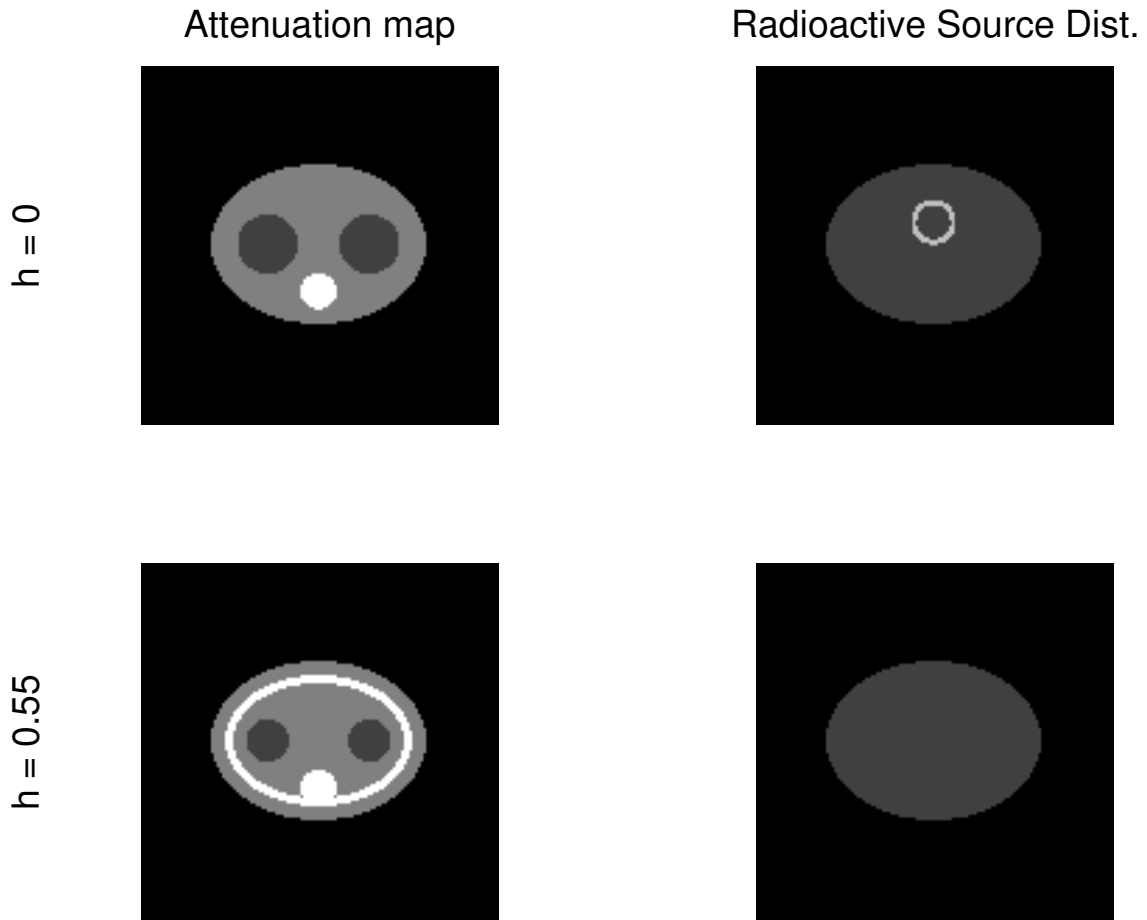 Attenuation map
Radioactive Source Dist.
h = 0
h = 0.55